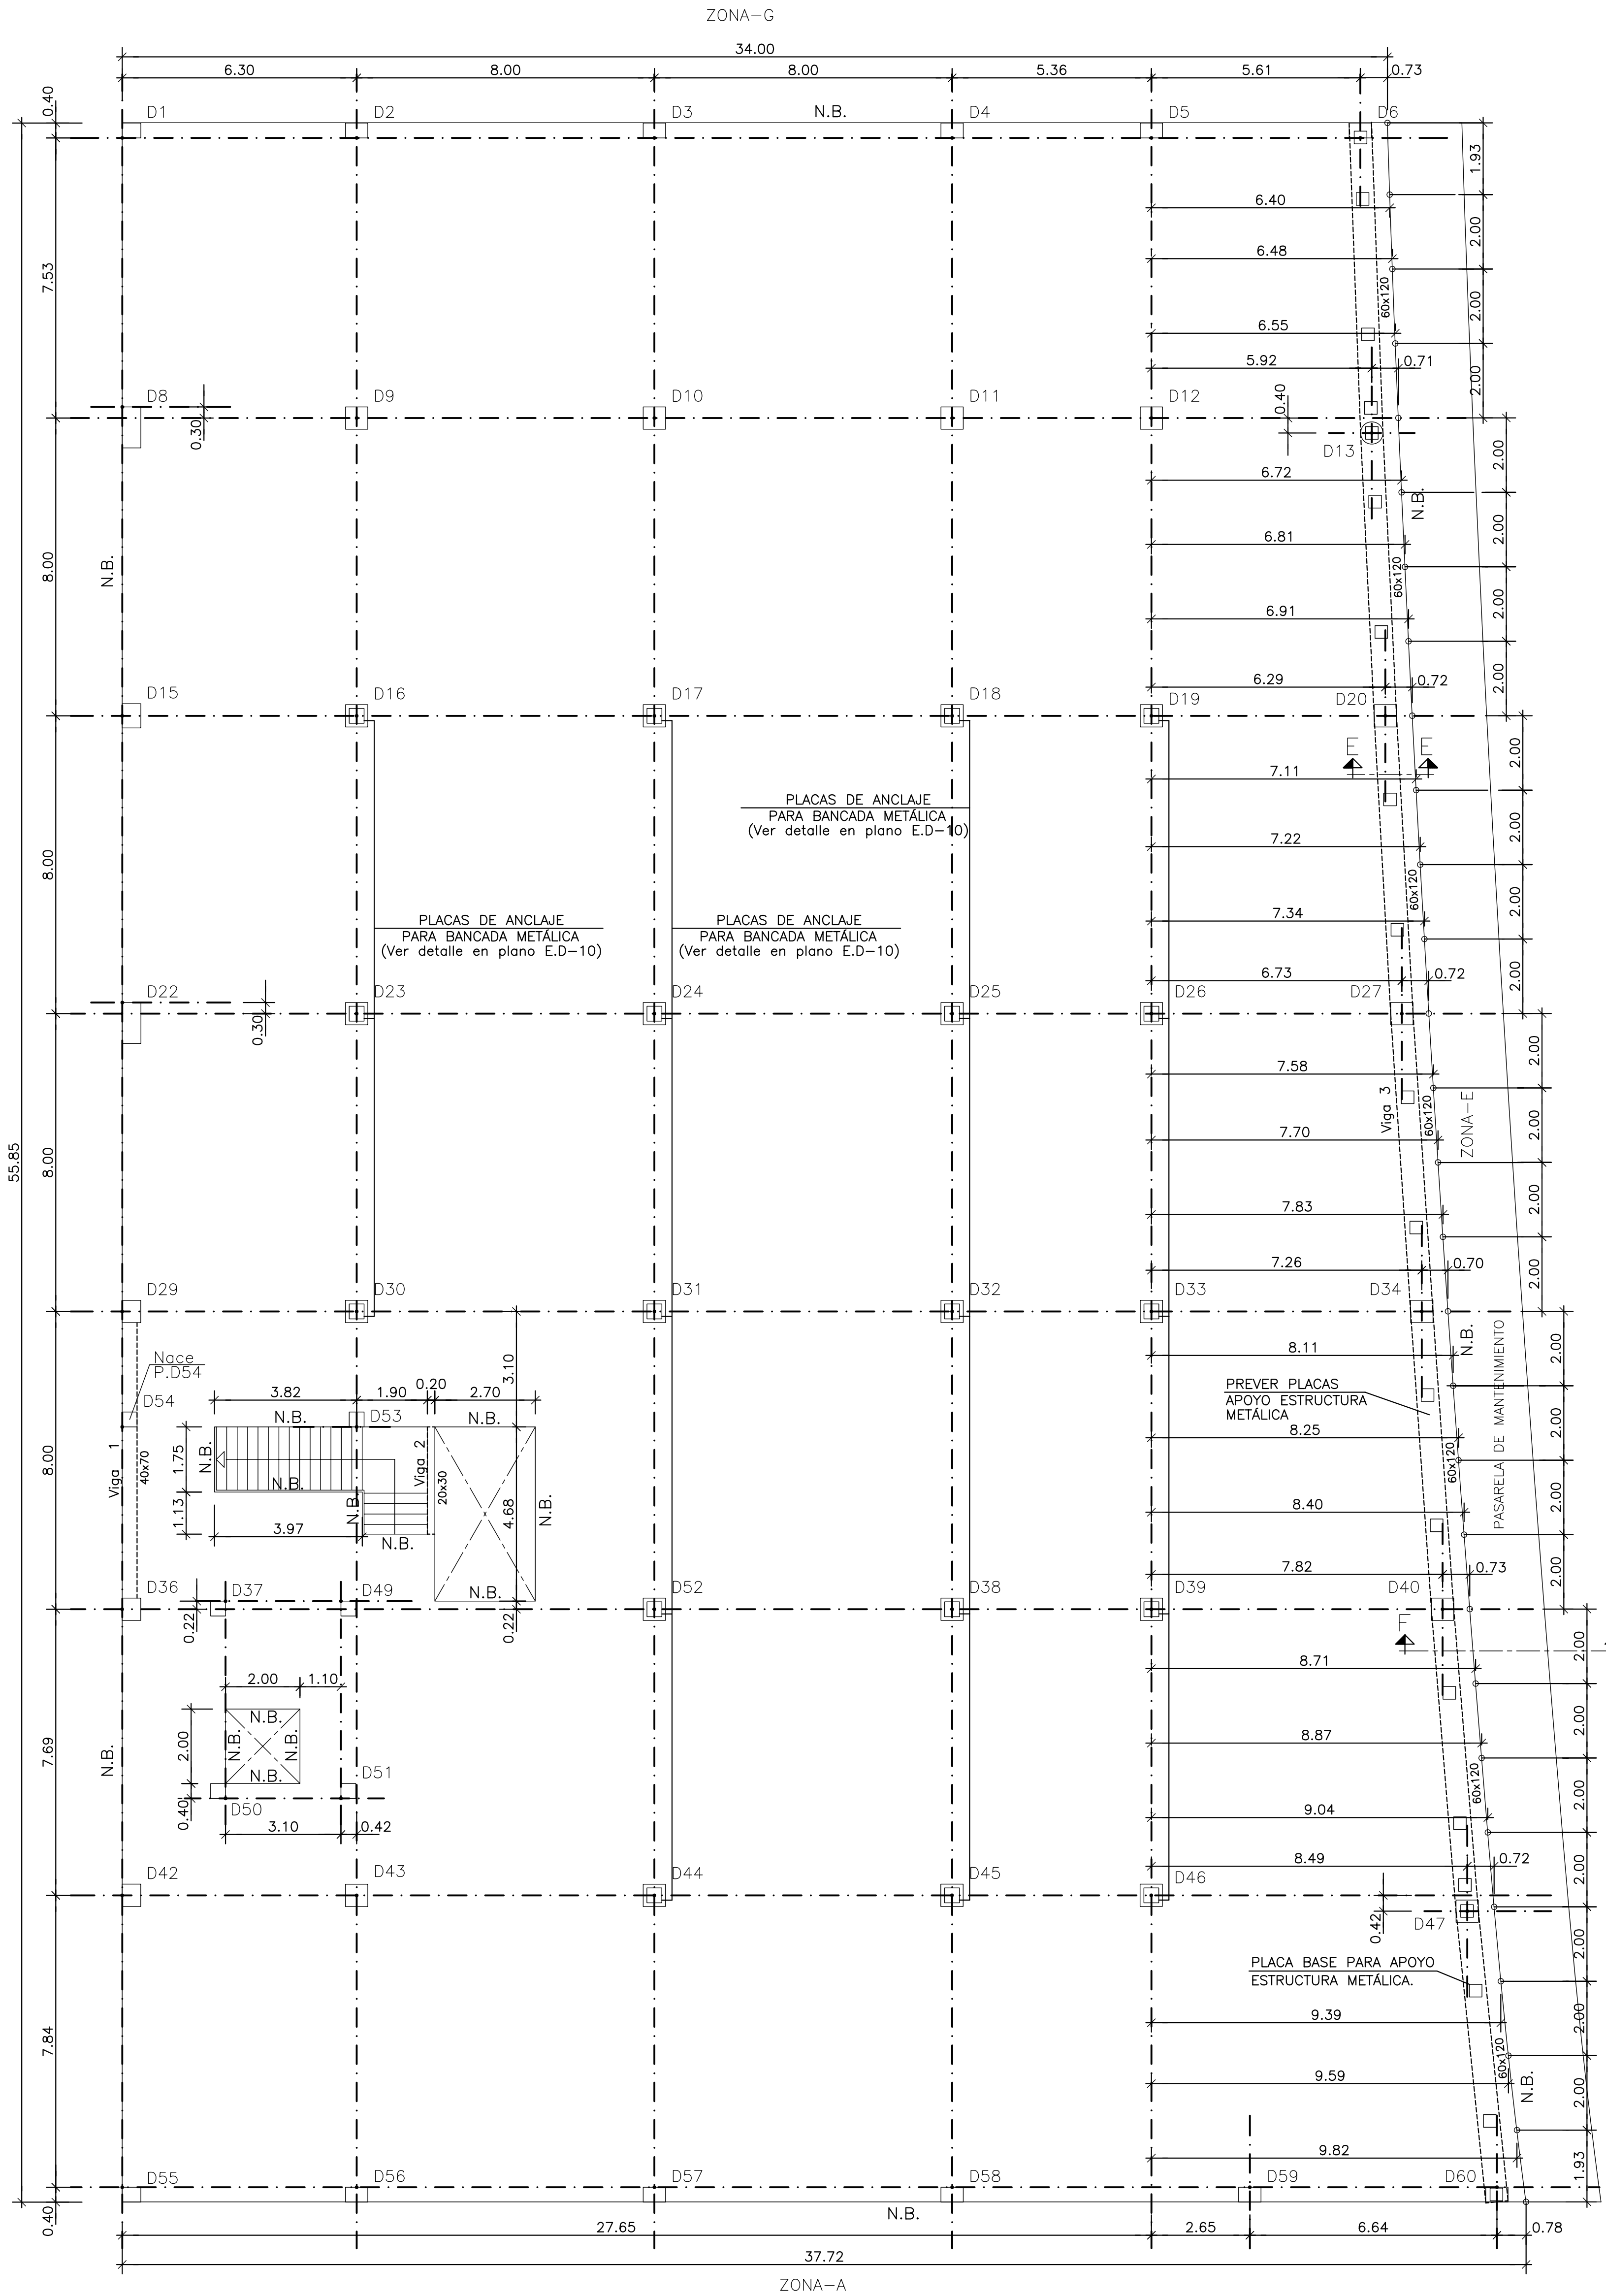 ZONA-G
34.00
6.30 8.00 8.00 5.36 5.61 0.73
0.40
D1 D2 D3 N.B. D4 D5 D6
1.93
6.40
2.00
6.48
60x120
7.53
2.00
6.55
5.92 0.71
2.00
D8 D9 D10 D11 D12
0.40
0.30
D13
2.00
6.72
N.B.
6.81
2.00
8.00
N.B.
60x120
6.91
2.00
6.29 0.72
2.00
D15 D16 D17 D18 D19 D20
E E
2.00
7.11
PLACAS DE ANCLAJE
PARA BANCADA METÁLICA
(Ver detalle en plano E.D-10)
7.22
2.00
8.00
60x120
PLACAS DE ANCLAJE
PARA BANCADA METÁLICA
(Ver detalle en plano E.D-10)
PLACAS DE ANCLAJE
PARA BANCADA METÁLICA
(Ver detalle en plano E.D-10)
7.34
2.00
6.73 0.72
2.00
D22 D23 D24 D25 D26 D27
0.30
2.00
7.58
Viga 3
60x120
ZONA-E
7.70
2.00
55.85
8.00
7.83
2.00
7.26 0.70
2.00
D29 D30 D31 D32 D33 D34
N.B.
PASARELA DE MANTENIMIENTO
8.11
2.00
Nace
P.D54
3.10
3.82 1.90 0.20 2.70
PREVER PLACAS
APOYO ESTRUCTURA
METÁLICA
D54 N.B. D53 N.B.
8.25
2.00
8.00
Viga 1
40x70
1.75
N.B.
N.B.
Viga 2
20x30
60x120
1.13
N.B.
4.68
N.B.
8.40
2.00
3.97
N.B.
7.82 0.73
2.00
D36 D37 D49 N.B. D52 D38 D39 D40
0.22 0.22
F
2.00
8.71
2.00 1.10
N.B.
2.00
N.B.
N.B.
N.B.
N.B.
7.69
8.87
2.00
60x120
D51
0.40
D50
9.04
2.00
3.10 0.42
8.49 0.72
2.00
D42 D43 D44 D45 D46
0.42
D47
2.00
PLACA BASE PARA APOYO
ESTRUCTURA METÁLICA.
9.39
2.00
7.84
60x120
9.59
N.B.
2.00
9.82
1.93
D55 D56 D57 D58 D59 D60
0.40
N.B.
27.65 2.65 6.64 0.78
37.72
ZONA-A